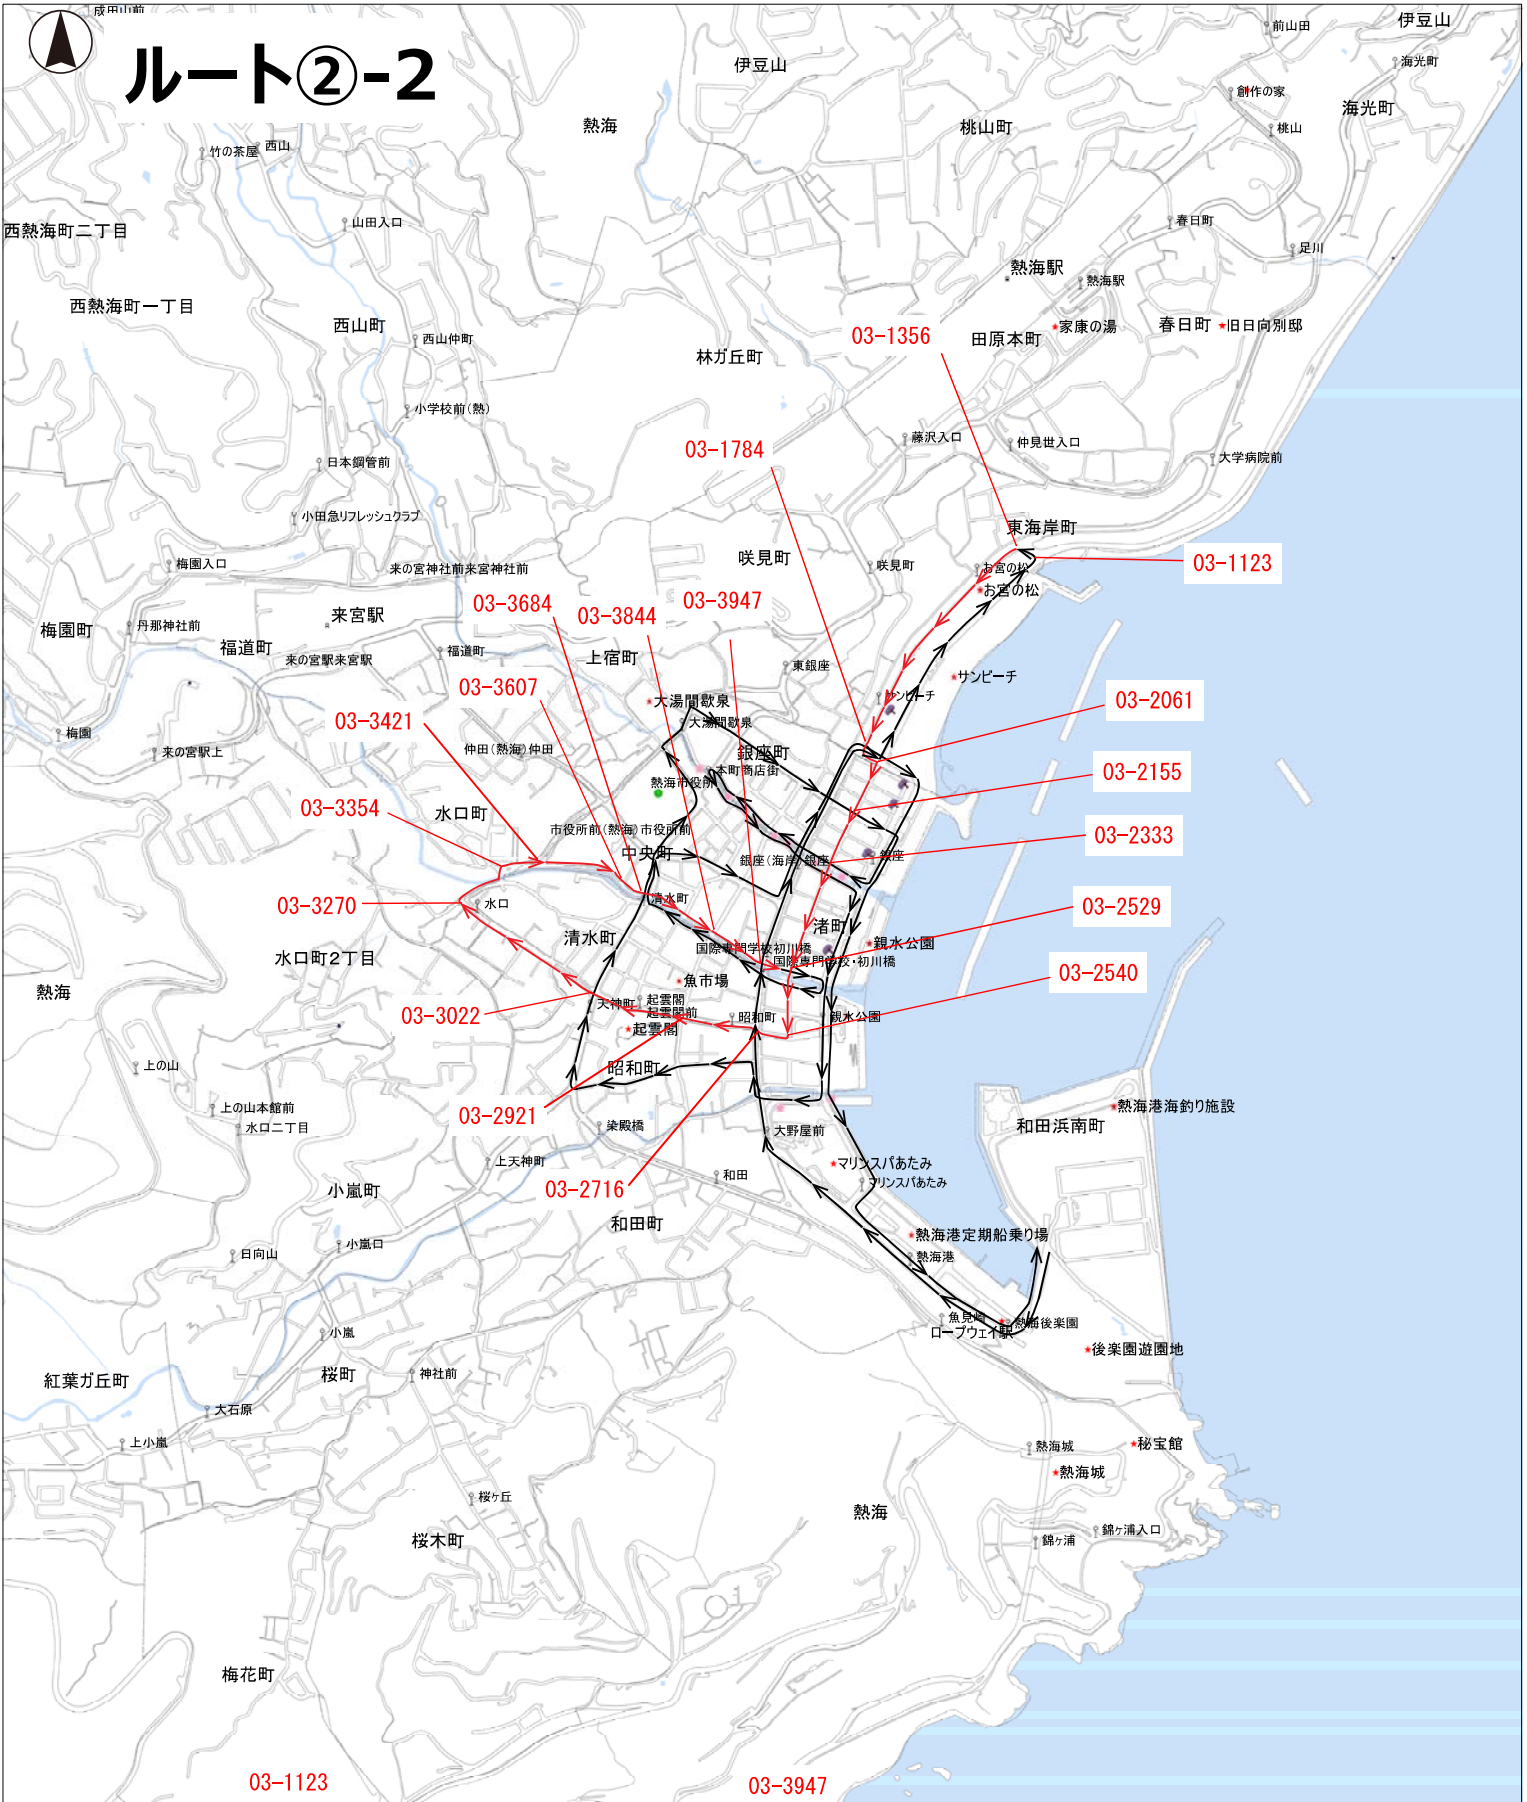 成田山前
ルート②-2
伊豆山
前山田
伊豆山
海光町
創作の家
海光町
熱海
桃山町
桃山
竹の茶屋
西山
山田入口
春日町
西熱海町二丁目
足川
熱海駅
熱海駅
西熱海町一丁目
西山町
03-1356
家康の湯
春日町
旧日向別邸
西山仲町
田原本町
林ガ丘町
小学校前(熱)
藤沢入口
仲見世入口
03-1784
日本鋼管前
大学病院前
小田急リフレッシュクラブ
東海岸町
咲見町
梅園入口
来の宮神社前来宮神社前
咲見町
お宮の松
03-1123
お宮の松
03-3684
03-3844
03-3947
来宮駅
丹那神社前
梅園町
福道町
来の宮駅来宮駅
福道町
上宿町
東銀座
サンビーチ
03-3607
サンビーチ
大湯間歇泉
03-2061
03-3421
大湯間歇泉
梅園
来の宮駅上
仲田(熱海)仲田
銀座町
本町商店街
03-2155
熱海市役所
03-3354
水口町
市役所前(熱海)市役所前
03-2333
中央町
銀座(海岸)銀座
銀座
03-3270
水口
清水町
03-2529
渚町
清水町
国際専門学校初川橋
親水公園
水口町2丁目
国際専門学校・初川橋
03-2540
魚市場
熱海
天神町
起雲閣
03-3022
起雲閣前
昭和町
親水公園
起雲閣
上の山
昭和町
上の山本館前
03-2921
熱海港海釣り施設
水口二丁目
染殿橋
大野屋前
和田浜南町
上天神町
マリンスパあたみ
和田
マリンスパあたみ
小嵐町
03-2716
和田町
熱海港定期船乗り場
日向山
小嵐口
熱海港
魚見崎
熱海後楽園
ロープウェイ駅
小嵐
後楽園遊園地
桜町
神社前
紅葉ガ丘町
大石原
上小嵐
熱海城
秘宝館
熱海城
桜ヶ丘
熱海
錦ヶ浦入口
桜木町
錦ヶ浦
梅花町
03-1123
03-3947